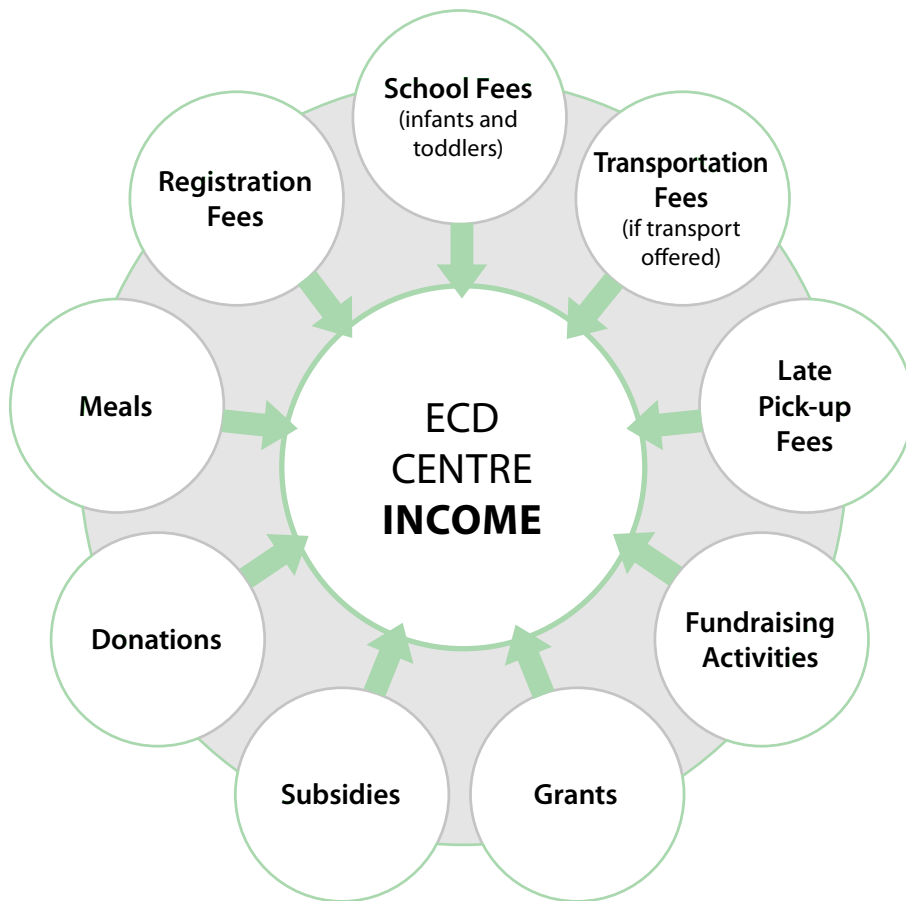 School Fees
(infants and
toddlers)
Transportation
Fees
(if transport
offered)
Late
Pick-up
Fees
Fundraising
Activities
Grants
Subsidies
Donations
Meals
Registration
Fees
ECD
CENTRE
INCOME